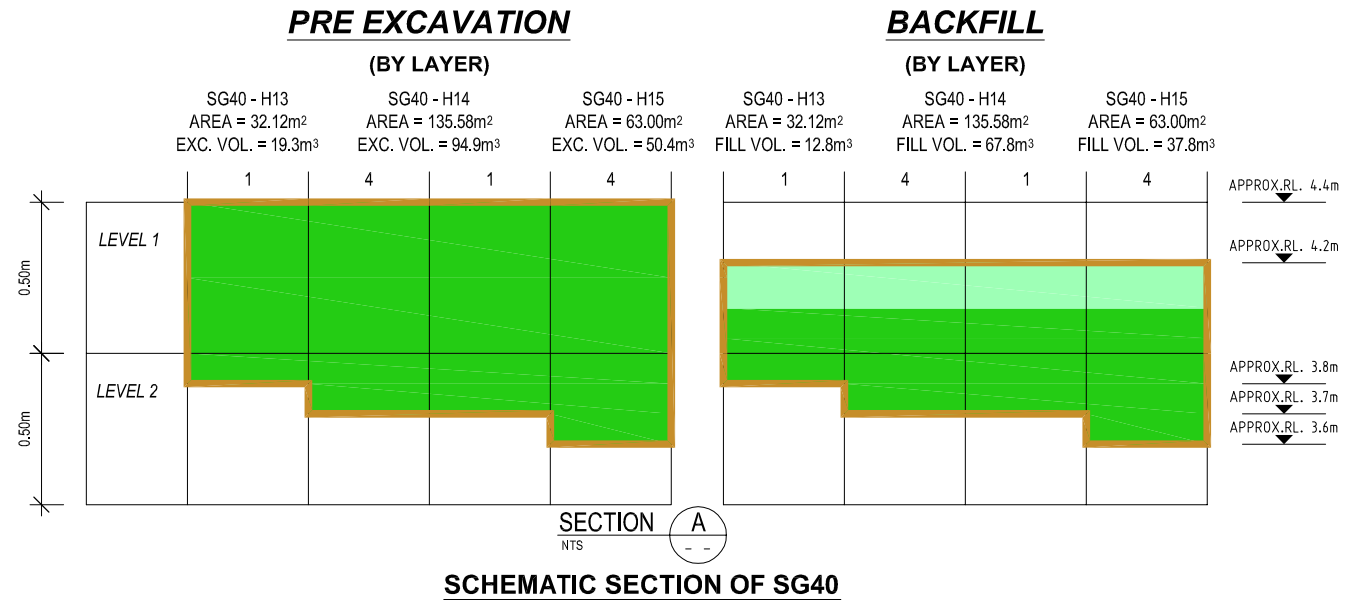 PRE EXCAVATION
(BY LAYER)
SG40 - H13
AREA = 32.12m²
EXC. VOL. = 19.3m³
SG40 - H14
AREA = 135.58m²
EXC. VOL. = 94.9m³
SG40 - H15
AREA = 63.00m²
EXC. VOL. = 50.4m³
1 4 1 4
LEVEL 1
LEVEL 2
0.50m
0.50m
BACKFILL
(BY LAYER)
SG40 - H13
AREA = 32.12m²
FILL VOL. = 12.8m³
SG40 - H14
AREA = 135.58m²
FILL VOL. = 67.8m³
SG40 - H15
AREA = 63.00m²
FILL VOL. = 37.8m³
1 4 1 4
APPROX.RL. 4.4m
APPROX.RL. 4.2m
APPROX.RL. 3.8m
APPROX.RL. 3.7m
APPROX.RL. 3.6m
SECTION A
NTS - -
SCHEMATIC SECTION OF SG40